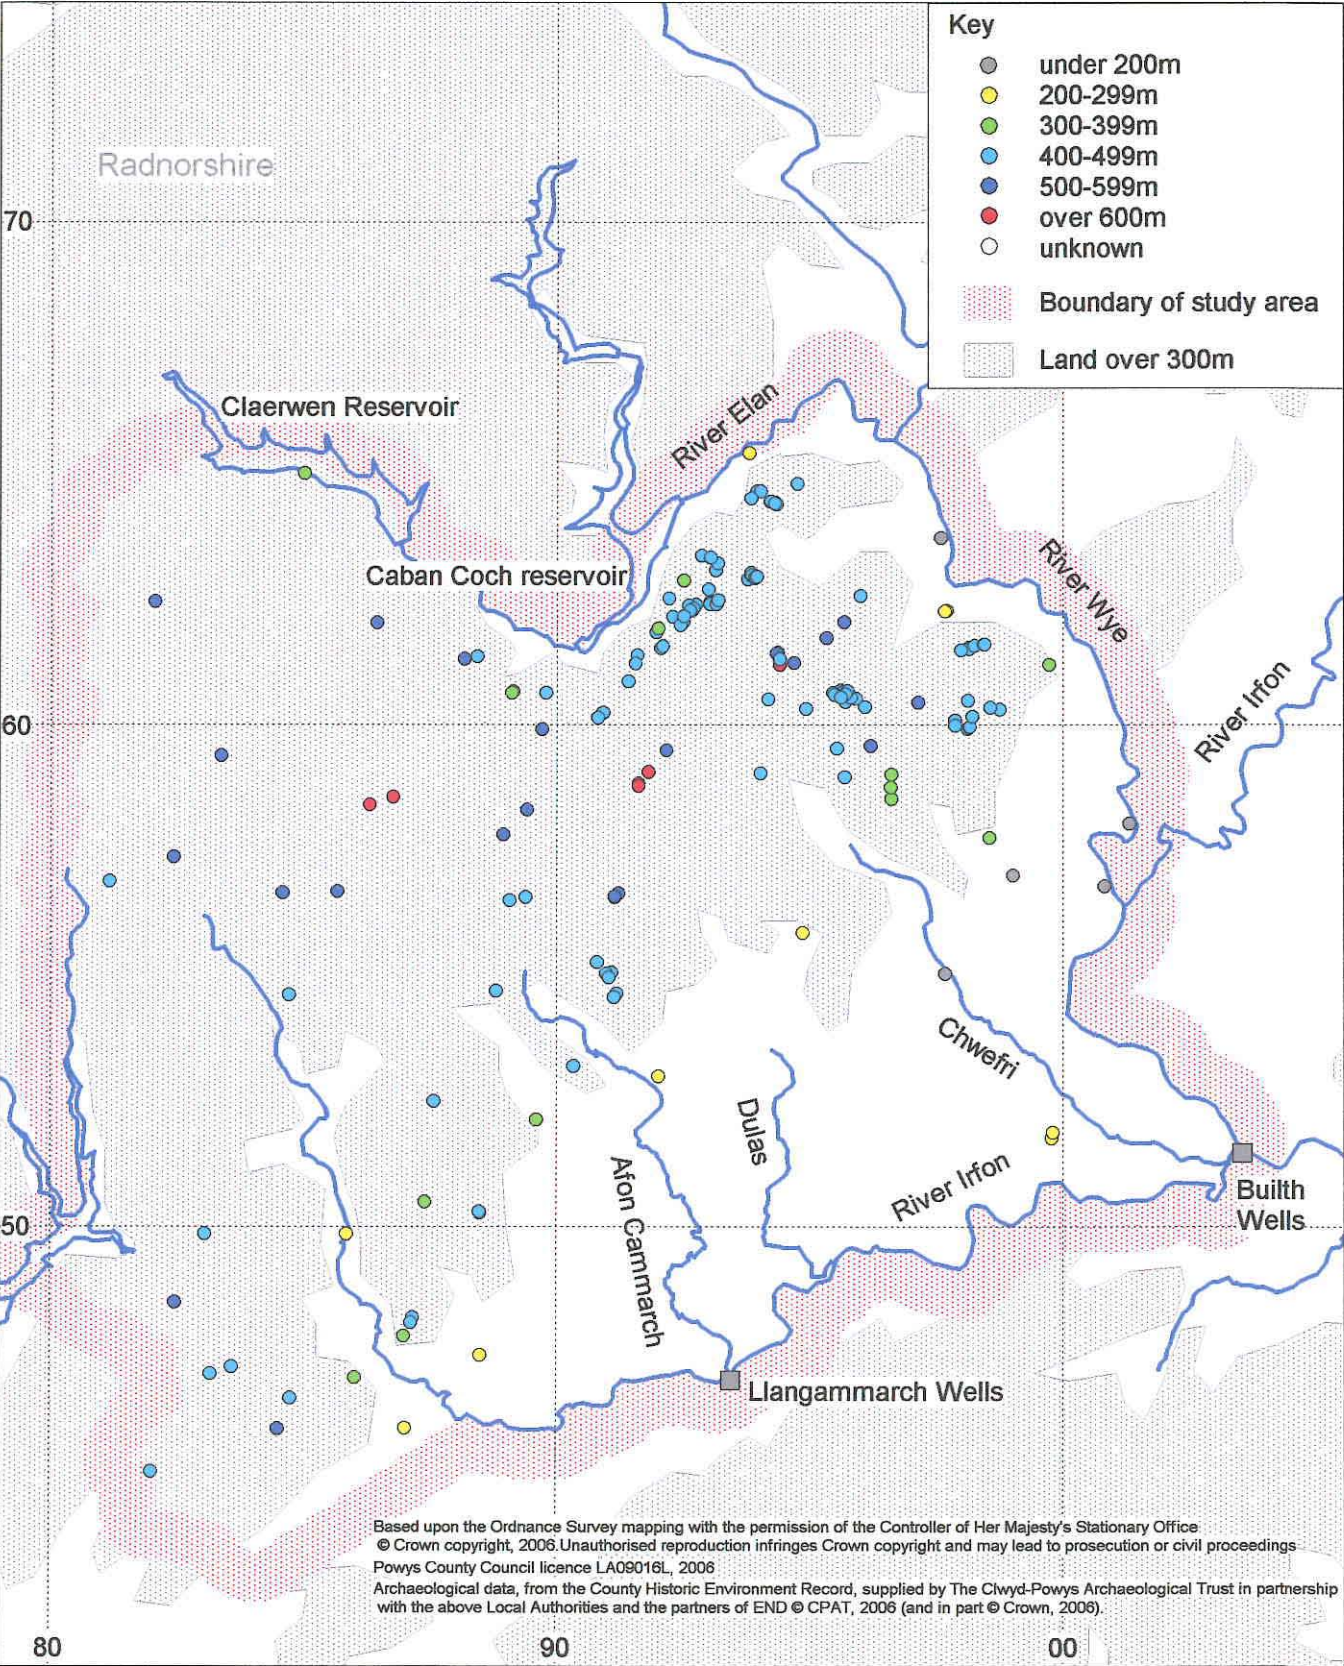 Key
under 200m
200-299m
300-399m
400-499m
500-599m
over 600m
unknown
Boundary of study area
Land over 300m
Radnorshire
70
Claerwen Reservoir
River Elan
Caban Coch reservoir
River Wye
River Irfon
60
Chwefri
Dulas
Afon Cammarch
River Irfon
Builth
Wells
50
Llangammarch Wells
Based upon the Ordnance Survey mapping with the permission of the Controller of Her Majesty's Stationary Office
© Crown copyright, 2006.Unauthorised reproduction infringes Crown copyright and may lead to prosecution or civil proceedings
Powys County Council licence LA09016L, 2006
Archaeological data, from the County Historic Environment Record, supplied by The Clwyd-Powys Archaeological Trust in partnership
with the above Local Authorities and the partners of END © CPAT, 2006 (and in part © Crown, 2006).
80
90
00